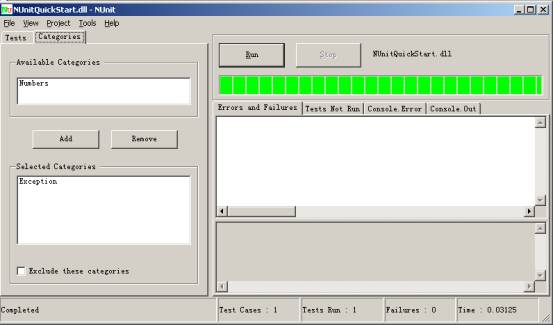 NUnitQuickStart.dll - NUnit
File View Project Tools Help
Tests Categories
Available Categories
Numbers
Add Remove
Selected Categories
Exception
Exclude these categories
Run Stop NUnitQuickStart.dll
Errors and Failures Tests Not Run Console.Error Console.Out
Completed Test Cases : 1 Tests Run : 1 Failures : 0 Time : 0.03125